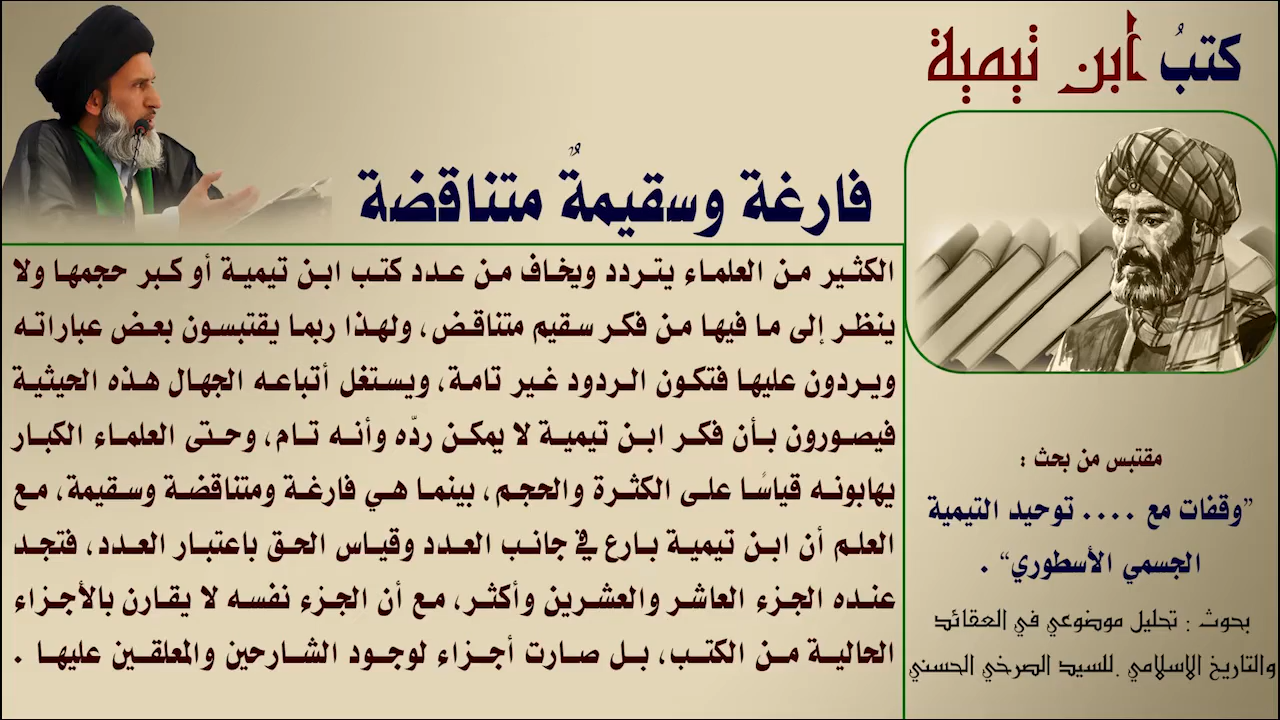 كتبُ أبن تيمية
فارغة وسقيمةٌ متناقضة
الكثير من العلماء يتردد ويخاف من عدد كتب ابن تيمية أو كبر حجمها ولا
ينظر إلى ما فيها من فكر سقيم متناقض، ولهذا ربما يقتبسون بعض عباراته
ويردون عليها فتكون الردود غير تامة، ويستغل أتباعه الجهال هذه الحيثية
فيصورون بأن فكر ابن تيمية لا يمكن ردّه وأنه تام، وحتى العلماء الكبار
يهابونه قياسًا على الكثرة والحجم، بينما هي فارغة ومتناقضة وسقيمة، مع
العلم أن ابن تيمية بارع في جانب العدد وقياس الحق باعتبار العدد، فتجد
عنده الجزء العاشر والعشرين وأكثر، مع أن الجزء نفسه لا يقارن بالأجزاء
الحالية من الكتب، بل صارت أجزاء لوجود الشارحين والمعلقين عليها .
مقتبس من بحث :
”وقفات مع .... توحيد التيمية
الجسمي الأسطوري“ .
بحوث : تحليل موضوعي في العقائد
والتاريخ الاسلامي .للسيد الصرخي الحسني